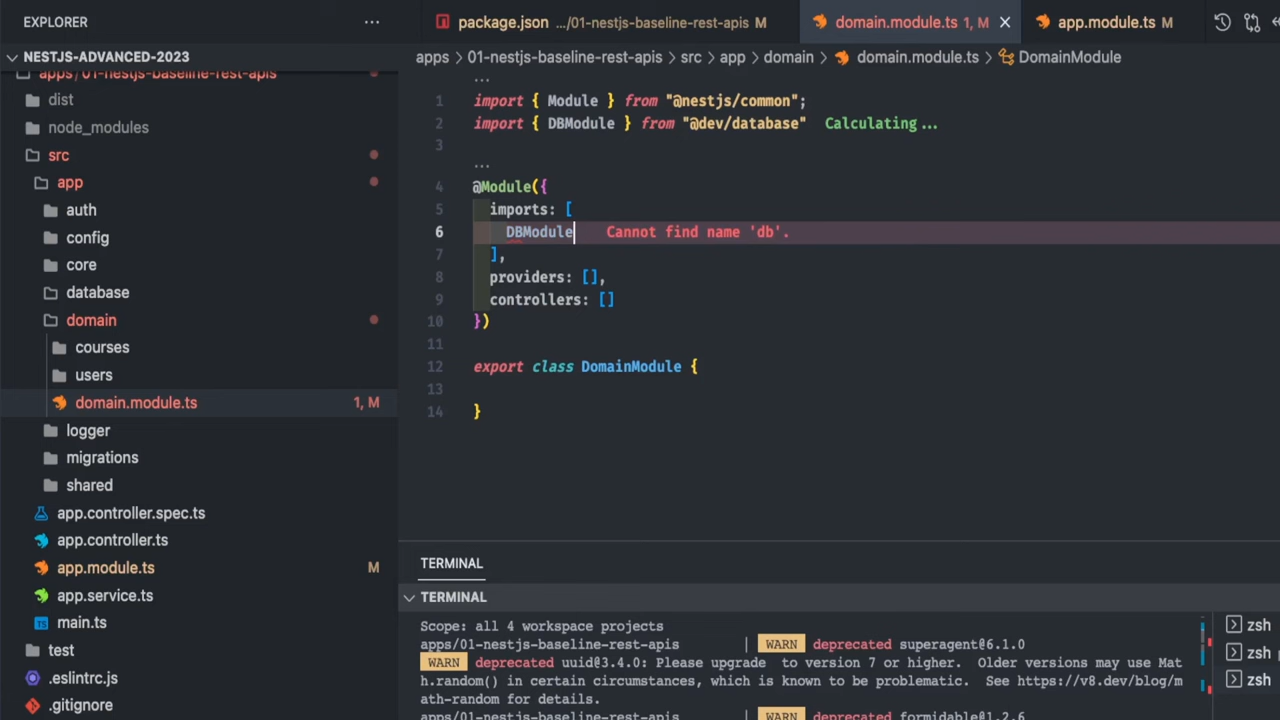 EXPLORER
...
package.json .../01-nestjs-baseline-rest-apis M
domain.module.ts 1, M
app.module.ts M
NESTJS-ADVANCED-2023
apps > 01-nestjs-baseline-rest-apis > src > app > domain > domain.module.ts > DomainModule
apps/01-nestjs-baseline-rest-apis
dist
node_modules
src
app
auth
config
core
database
domain
courses
users
domain.module.ts 1, M
logger
migrations
shared
app.controller.spec.ts
app.controller.ts
app.module.ts M
app.service.ts
main.ts
test
.eslintrc.js
.gitignore
...
1 import { Module } from "@nestjs/common";
2 import { DBModule } from "@dev/database" Calculating...
3
...
4 @Module({
5 imports: [
6 DBModule Cannot find name 'db'.
7 ],
8 providers: [],
9 controllers: []
10 })
11
12 export class DomainModule {
13
14 }
TERMINAL
TERMINAL
Scope: all 4 workspace projects
apps/01-nestjs-baseline-rest-apis | WARN deprecated superagent@6.1.0
WARN deprecated uuid@3.4.0: Please upgrade to version 7 or higher. Older versions may use Mat
h.random() in certain circumstances, which is known to be problematic. See https://v8.dev/blog/m
ath-random for details.
apps/01-nestjs-baseline-rest-apis | WARN deprecated formidable@1.2.6
zsh
zsh
zsh